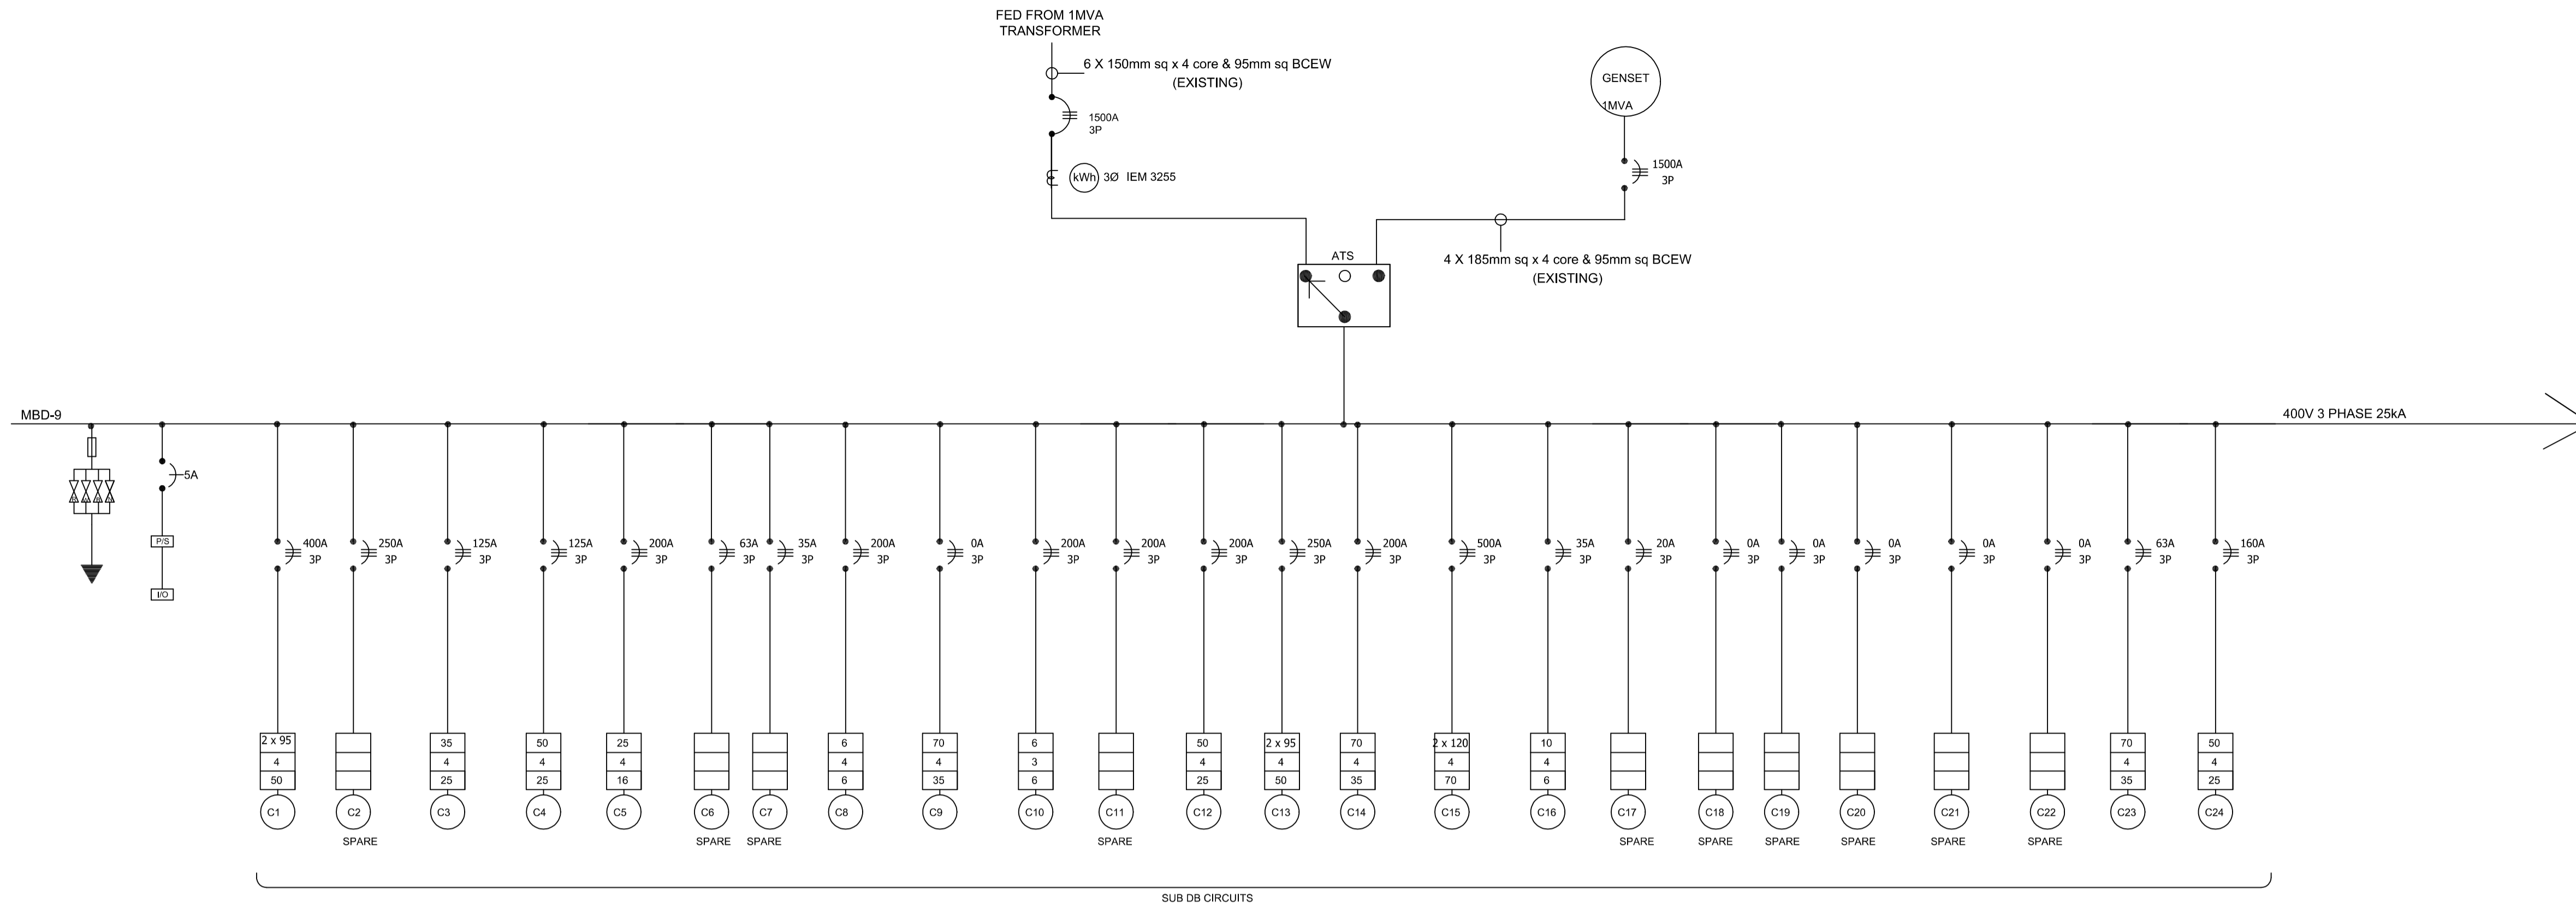 FED FROM 1MVA
TRANSFORMER
6 X 150mm sq x 4 core & 95mm sq BCEW
(EXISTING)
1500A
3P
kWh 3Ø IEM 3255
GENSET
1MVA
1500A
3P
4 X 185mm sq x 4 core & 95mm sq BCEW
(EXISTING)
ATS
MBD-9
400V 3 PHASE 25kA
5A
P/S
I/O
400A 250A 125A 125A 200A 63A 35A 200A 0A 200A 200A 200A 250A 200A 500A 35A 20A 0A 0A 0A 0A 0A 63A 160A
3P 3P 3P 3P 3P 3P 3P 3P 3P 3P 3P 3P 3P 3P 3P 3P 3P 3P 3P 3P 3P 3P 3P 3P
2 x 95 35 50 25 6 70 6 50 2 x 95 70 2 x 120 10 70 50
4 4 4 4 4 4 3 4 4 4 4 4 4 4
50 25 25 16 6 35 6 25 50 35 70 6 35 25
C1 C2 C3 C4 C5 C6 C7 C8 C9 C10 C11 C12 C13 C14 C15 C16 C17 C18 C19 C20 C21 C22 C23 C24
SPARE SPARE SPARE SPARE SPARE SPARE SPARE SPARE SPARE SPARE
SUB DB CIRCUITS